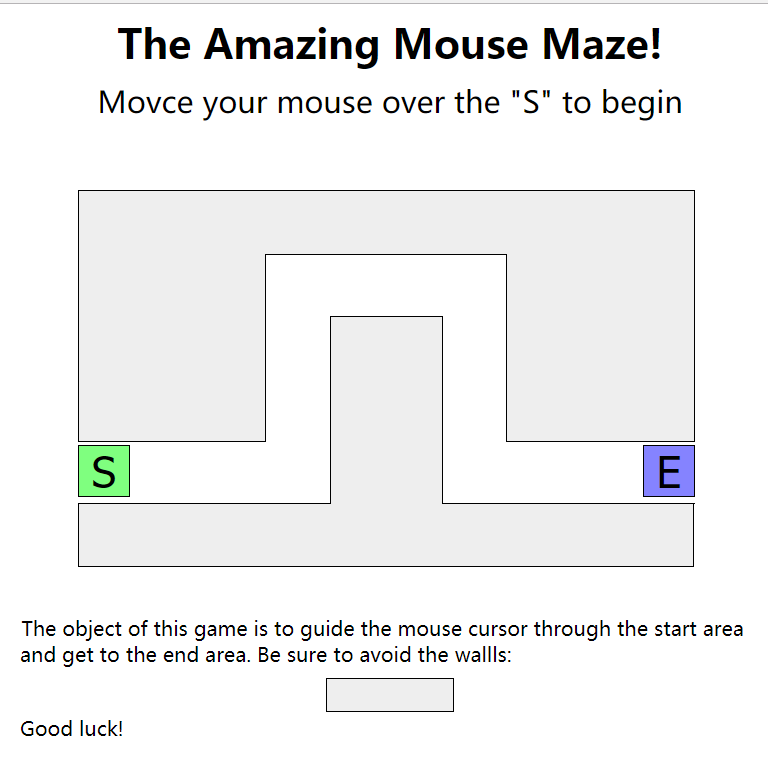 The Amazing Mouse Maze!
Movce your mouse over the "S" to begin
S
E
The object of this game is to guide the mouse cursor through the start area
and get to the end area. Be sure to avoid the wallls:
Good luck!